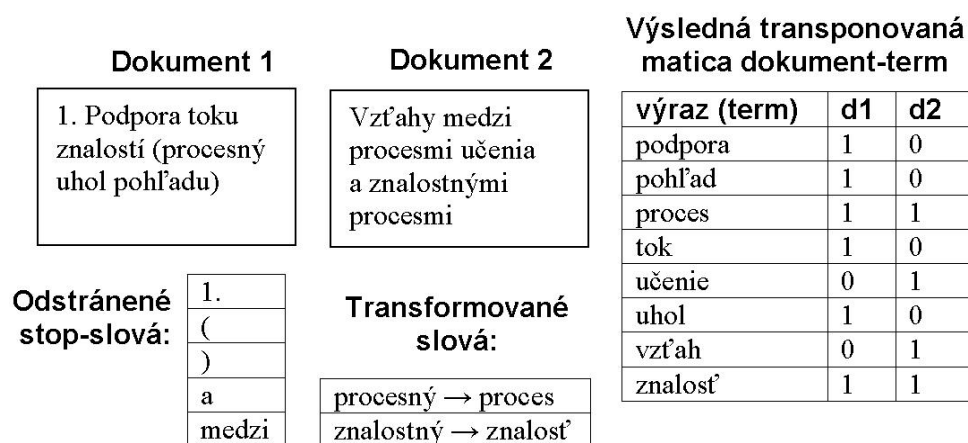 Dokument 1
1. Podpora toku
znalostí (procesný
uhol pohľadu)
Dokument 2
Vzťahy medzi
procesmi učenia
a znalostnými
procesmi
Odstránené
stop-slová:
1.
(
)
a
medzi
Transformované
slová:
procesný → proces
znalostný → znalosť
Výsledná transponovaná
matica dokument-term
výraz (term) d1 d2
podpora 1 0
pohľad 1 0
proces 1 1
tok 1 0
učenie 0 1
uhol 1 0
vzťah 0 1
znalosť 1 1